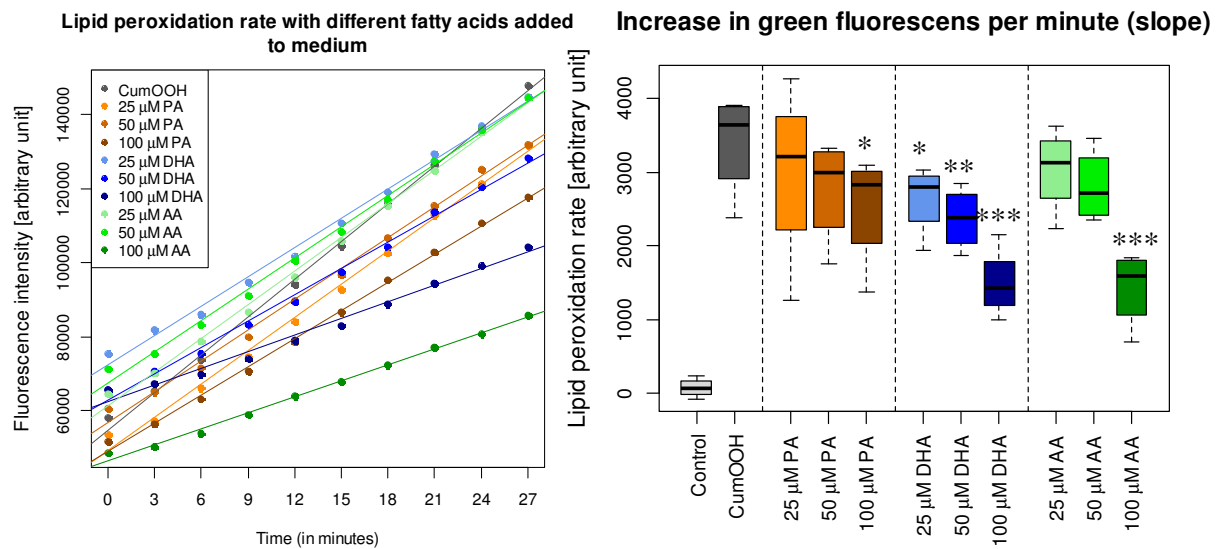 Lipid peroxidation rate with different fatty acids added
to medium
Fluorescence intensity [arbitrary unit]
140000
120000
100000
80000
60000
CumOOH
25 μM PA
50 μM PA
100 μM PA
25 μM DHA
50 μM DHA
100 μM DHA
25 μM AA
50 μM AA
100 μM AA
0 3 6 9 12 15 18 21 24 27
Time (in minutes)
Increase in green fluorescens per minute (slope)
Lipid peroxidation rate [arbitrary unit]
4000
3000
2000
1000
0
*
*
**
***
***
Control
CumOOH
25 μM PA
50 μM PA
100 μM PA
25 μM DHA
50 μM DHA
100 μM DHA
25 μM AA
50 μM AA
100 μM AA